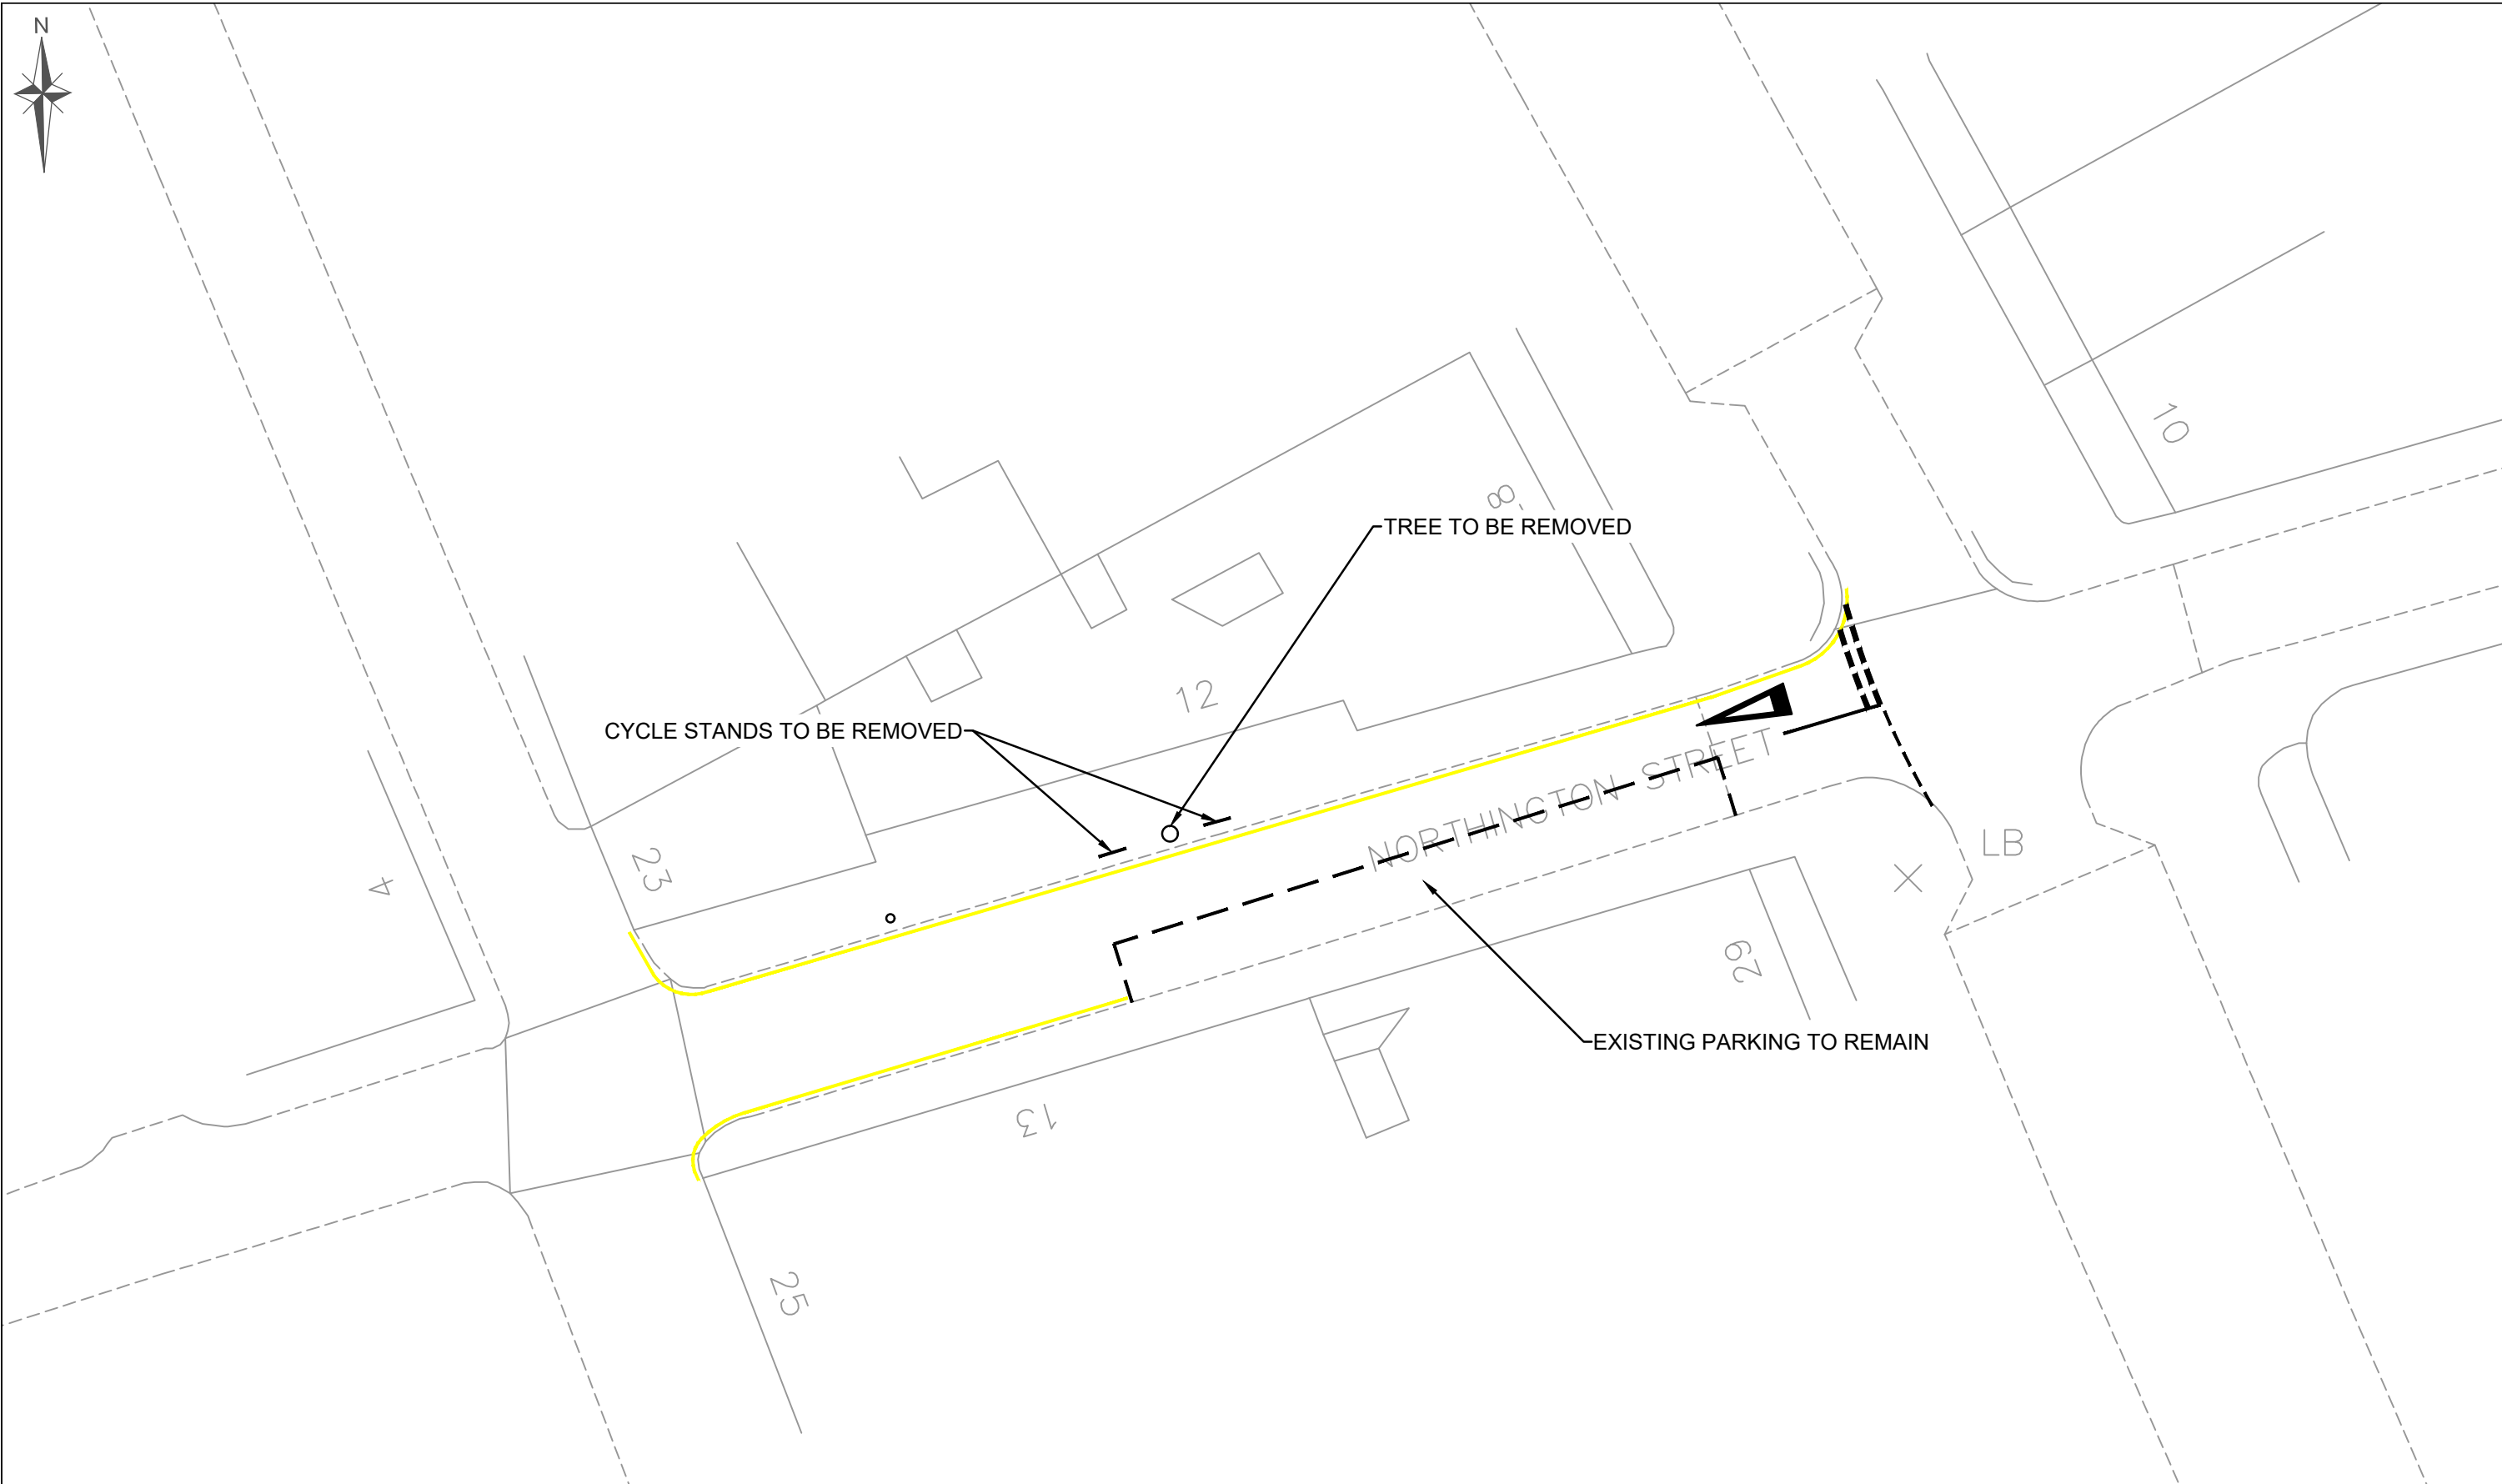 N
10
8
TREE TO BE REMOVED
12
CYCLE STANDS TO BE REMOVED
NORTHINGTON STREET
LB
23
4
26
EXISTING PARKING TO REMAIN
13
25